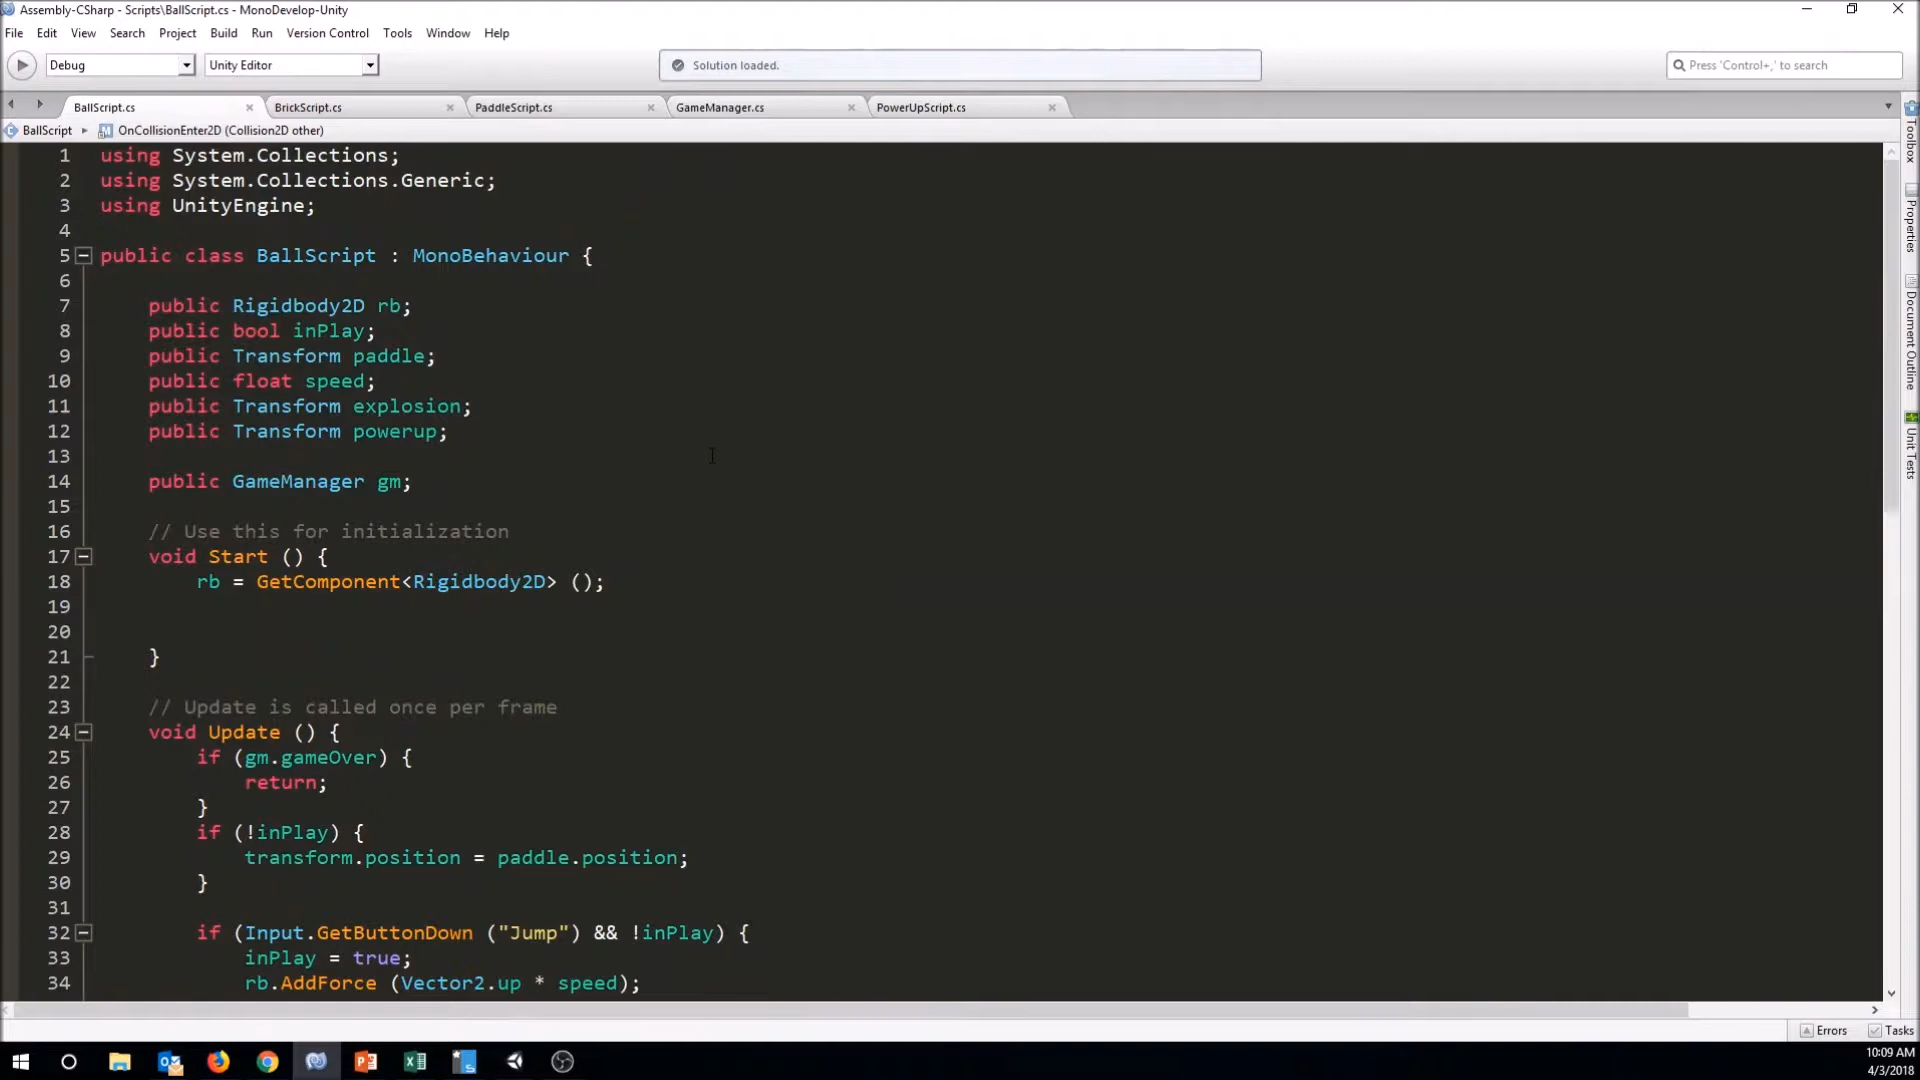 Assembly-CSharp - Scripts\BallScript.cs - MonoDevelop-Unity
File Edit View Search Project Build Run Version Control Tools Window Help
Debug Unity Editor Solution loaded. Press 'Control+,' to search
BallScript.cs BrickScript.cs PaddleScript.cs GameManager.cs PowerUpScript.cs
BallScript OnCollisionEnter2D (Collision2D other)
1 using System.Collections;
2 using System.Collections.Generic;
3 using UnityEngine;
4
5 public class BallScript : MonoBehaviour {
6
7 public Rigidbody2D rb;
8 public bool inPlay;
9 public Transform paddle;
10 public float speed;
11 public Transform explosion;
12 public Transform powerup;
13
14 public GameManager gm;
15
16 // Use this for initialization
17 void Start () {
18 rb = GetComponent<Rigidbody2D> ();
19
20
21 }
22
23 // Update is called once per frame
24 void Update () {
25 if (gm.gameOver) {
26 return;
27 }
28 if (!inPlay) {
29 transform.position = paddle.position;
30 }
31
32 if (Input.GetButtonDown ("Jump") && !inPlay) {
33 inPlay = true;
34 rb.AddForce (Vector2.up * speed);
Toolbox
Properties
Document Outline
Unit Tests
Errors Tasks
10:09 AM
4/3/2018